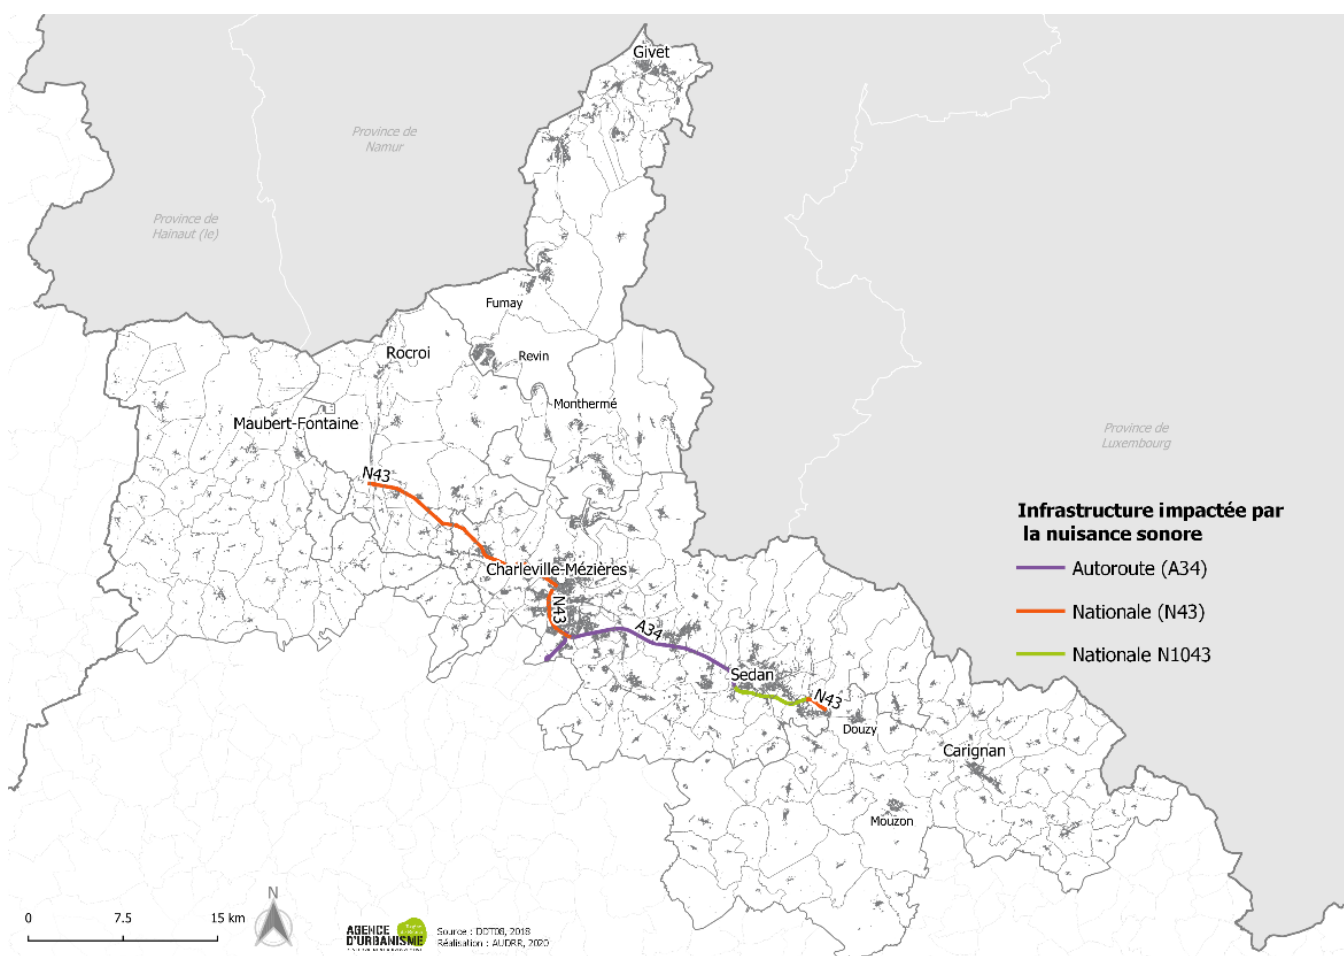 Givet
Province de
Namur
Province de
Hainaut (le)
Fumay
Rocroi
Revin
Monthermé
Maubert-Fontaine
Province de
Luxembourg
N43
Infrastructure impactée par
la nuisance sonore
Charleville-Mézières
Autoroute (A34)
N43
Nationale (N43)
A34
Nationale N1043
Sedan
N43
Douzy
Carignan
Mouzon
N
0 7.5 15 km
AGENCE
D'URBANISME
Source : DDT08, 2018
Réalisation : AUDRR, 2020